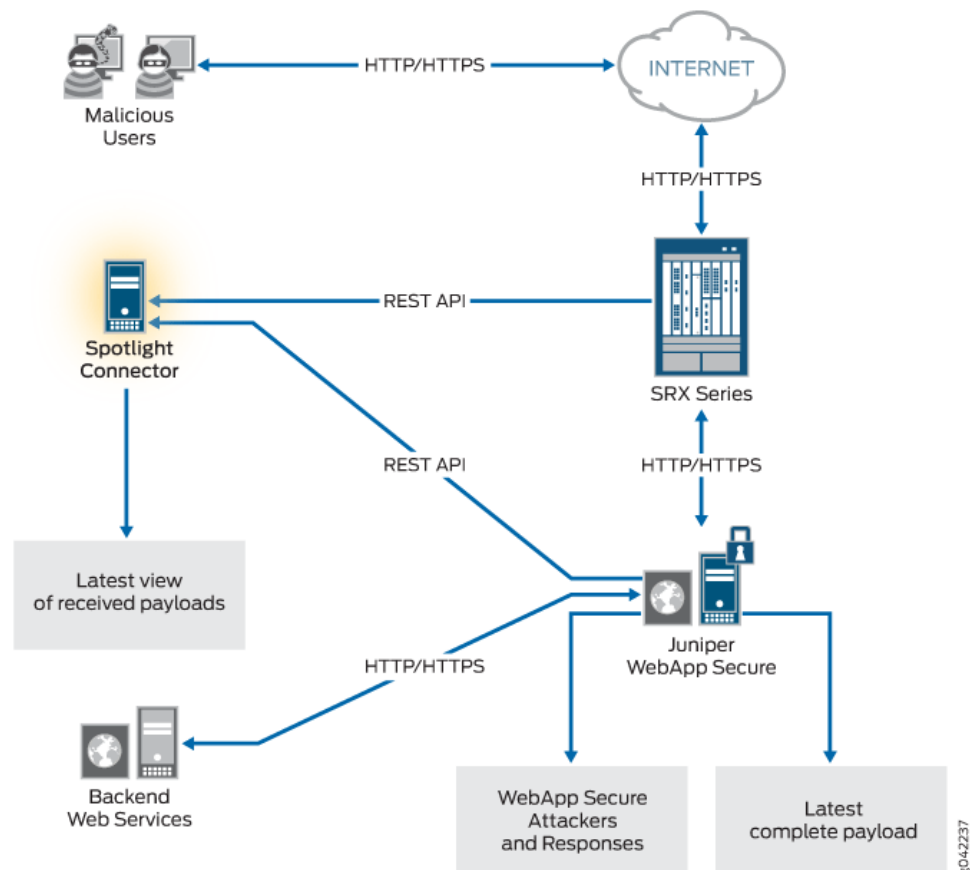 HTTP/HTTPS
INTERNET
Malicious
Users
HTTP/HTTPS
REST API
Spotlight
Connector
SRX Series
REST API
HTTP/HTTPS
Latest view
of received payloads
Juniper
WebApp Secure
HTTP/HTTPS
Backend
Web Services
WebApp Secure
Attackers
and Responses
Latest
complete payload
g042237